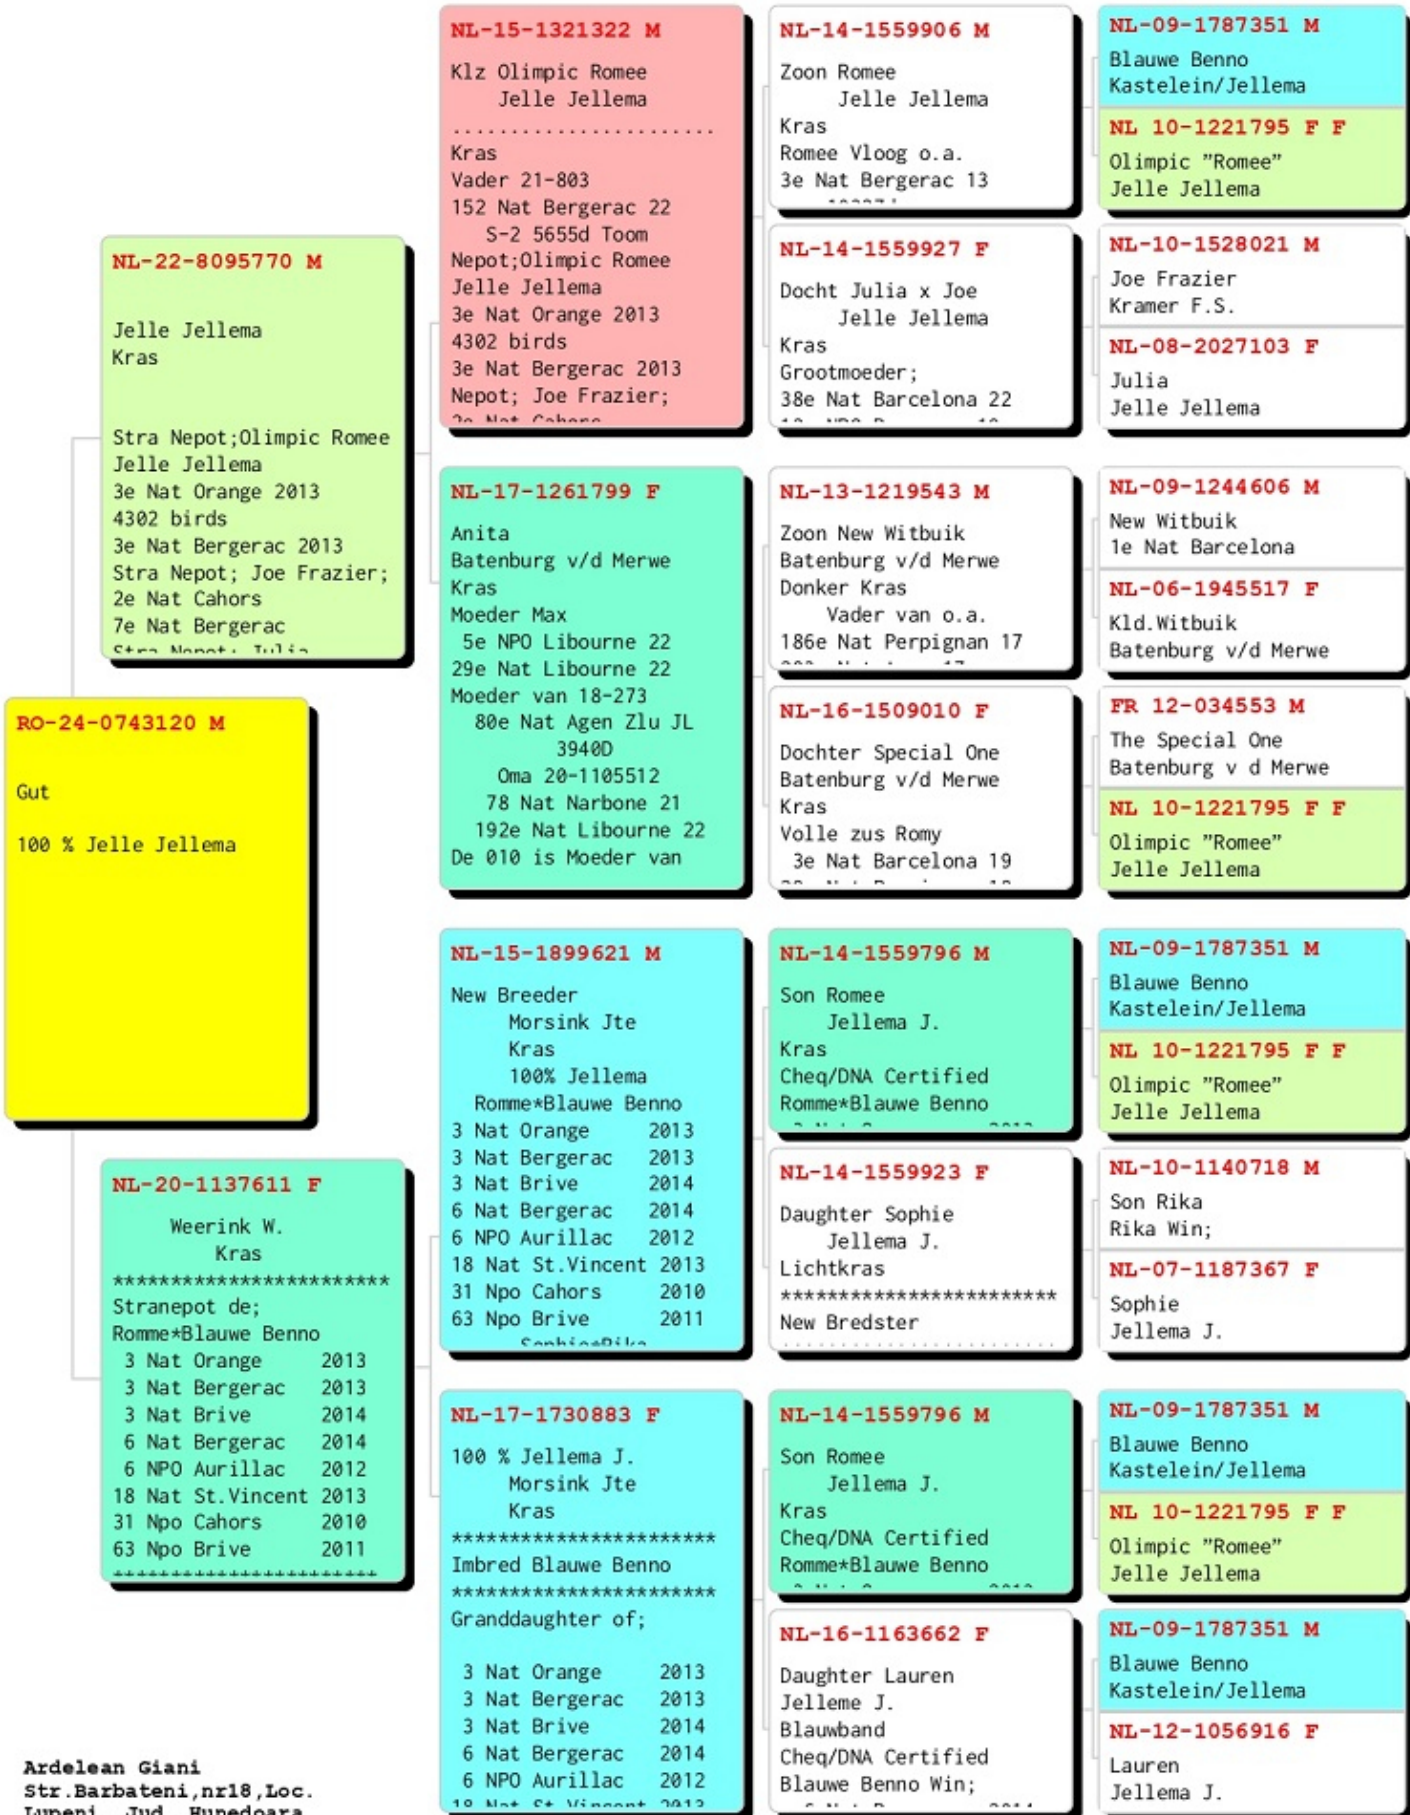 RO-24-0743120 M
Gut
100 % Jelle Jellema
NL-22-8095770 M
Jelle Jellema
Kras
Stra Nepot;Olimpic Romee
Jelle Jellema
3e Nat Orange 2013
4302 birds
3e Nat Bergerac 2013
Stra Nepot; Joe Frazier;
2e Nat Cahors
7e Nat Bergerac
Stra Nepot; Julia
NL-20-1137611 F
Weerink W.
Kras
************************
Stranepot de;
Romme*Blauwe Benno
3 Nat Orange 2013
3 Nat Bergerac 2013
3 Nat Brive 2014
6 Nat Bergerac 2014
6 NPO Aurillac 2012
18 Nat St.Vincent 2013
31 Npo Cahors 2010
63 Npo Brive 2011
NL-15-1321322 M
Klz Olimpic Romee
Jelle Jellema
.......................
Kras
Vader 21-803
152 Nat Bergerac 22
S-2 5655d Toom
Nepot;Olimpic Romee
Jelle Jellema
3e Nat Orange 2013
4302 birds
3e Nat Bergerac 2013
Nepot; Joe Frazier;
2e Nat Cahors
NL-17-1261799 F
Anita
Batenburg v/d Merwe
Kras
Moeder Max
5e NPO Libourne 22
29e Nat Libourne 22
Moeder van 18-273
80e Nat Agen Zlu JL
3940D
Oma 20-1105512
78 Nat Narbone 21
192e Nat Libourne 22
De 010 is Moeder van
NL-15-1899621 M
New Breeder
Morsink Jte
Kras
100% Jellema
Romme*Blauwe Benno
3 Nat Orange 2013
3 Nat Bergerac 2013
3 Nat Brive 2014
6 Nat Bergerac 2014
6 NPO Aurillac 2012
18 Nat St.Vincent 2013
31 Npo Cahors 2010
63 Npo Brive 2011
Sophie*Rika
NL-17-1730883 F
100 % Jellema J.
Morsink Jte
Kras
***********************
Imbred Blauwe Benno
***********************
Granddaughter of;
3 Nat Orange 2013
3 Nat Bergerac 2013
3 Nat Brive 2014
6 Nat Bergerac 2014
6 NPO Aurillac 2012
18 Nat St.Vincent 2013
NL-14-1559906 M
Zoon Romee
Jelle Jellema
Kras
Romee Vloog o.a.
3e Nat Bergerac 13
NL-14-1559927 F
Docht Julia x Joe
Jelle Jellema
Kras
Grootmoeder;
38e Nat Barcelona 22
NL-13-1219543 M
Zoon New Witbuik
Batenburg v/d Merwe
Donker Kras
Vader van o.a.
186e Nat Perpignan 17
NL-16-1509010 F
Dochter Special One
Batenburg v/d Merwe
Kras
Volle zus Romy
3e Nat Barcelona 19
NL-14-1559796 M
Son Romee
Jellema J.
Kras
Cheq/DNA Certified
Romme*Blauwe Benno
NL-14-1559923 F
Daughter Sophie
Jellema J.
Lichtkras
************************
New Bredster
NL-14-1559796 M
Son Romee
Jellema J.
Kras
Cheq/DNA Certified
Romme*Blauwe Benno
NL-16-1163662 F
Daughter Lauren
Jelleme J.
Blauwband
Cheq/DNA Certified
Blauwe Benno Win;
NL-09-1787351 M
Blauwe Benno
Kastelein/Jellema
NL 10-1221795 F F
Olimpic ”Romee”
Jelle Jellema
NL-10-1528021 M
Joe Frazier
Kramer F.S.
NL-08-2027103 F
Julia
Jelle Jellema
NL-09-1244606 M
New Witbuik
1e Nat Barcelona
NL-06-1945517 F
Kld.Witbuik
Batenburg v/d Merwe
FR 12-034553 M
The Special One
Batenburg v d Merwe
NL 10-1221795 F F
Olimpic ”Romee”
Jelle Jellema
NL-09-1787351 M
Blauwe Benno
Kastelein/Jellema
NL 10-1221795 F F
Olimpic ”Romee”
Jelle Jellema
NL-10-1140718 M
Son Rika
Rika Win;
NL-07-1187367 F
Sophie
Jellema J.
NL-09-1787351 M
Blauwe Benno
Kastelein/Jellema
NL 10-1221795 F F
Olimpic ”Romee”
Jelle Jellema
NL-09-1787351 M
Blauwe Benno
Kastelein/Jellema
NL-12-1056916 F
Lauren
Jellema J.
Ardelean Giani
Str.Barbateni,nr18,Loc.
Lupeni, Jud. Hunedoara